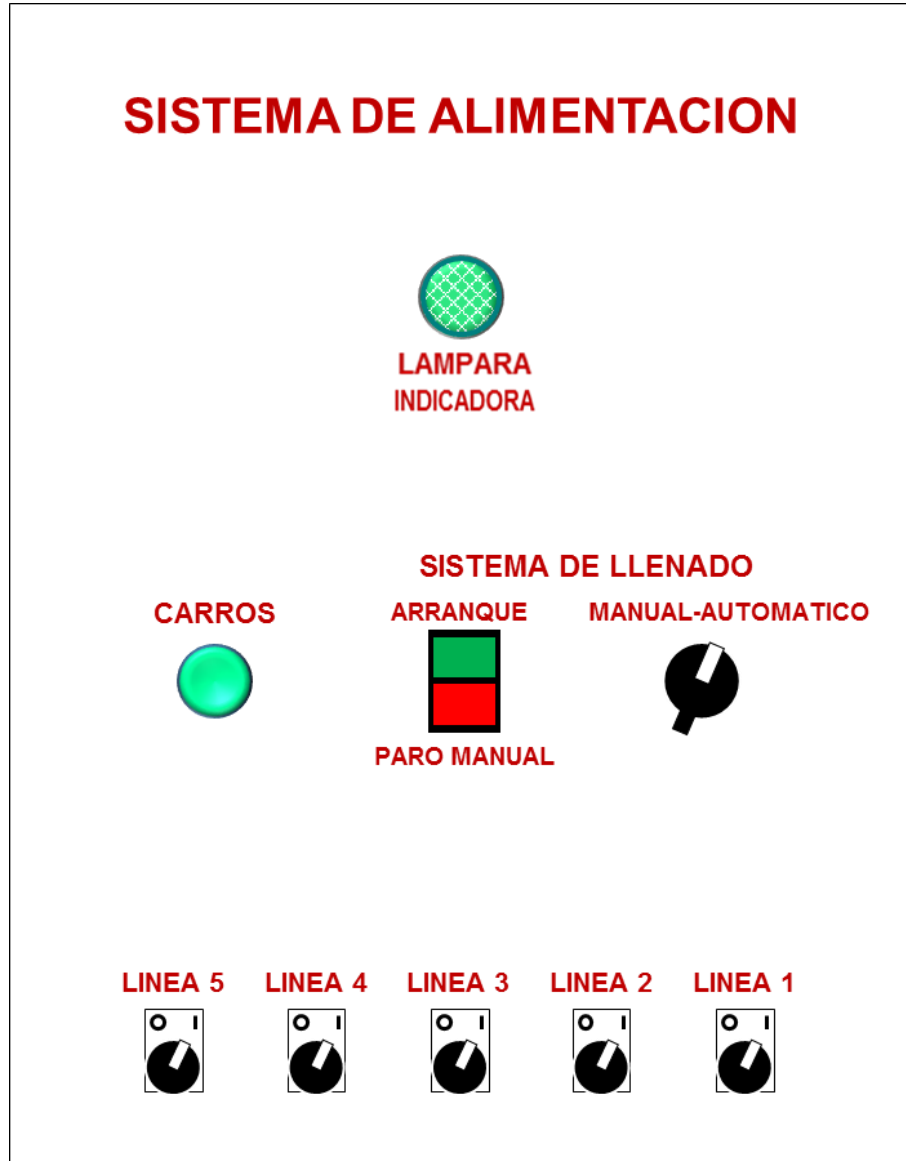 SISTEMA DE ALIMENTACION
LAMPARA
INDICADORA
SISTEMA DE LLENADO
CARROS
ARRANQUE
MANUAL-AUTOMATICO
PARO MANUAL
LINEA 5
LINEA 4
LINEA 3
LINEA 2
LINEA 1
O I
O I
O I
O I
O I